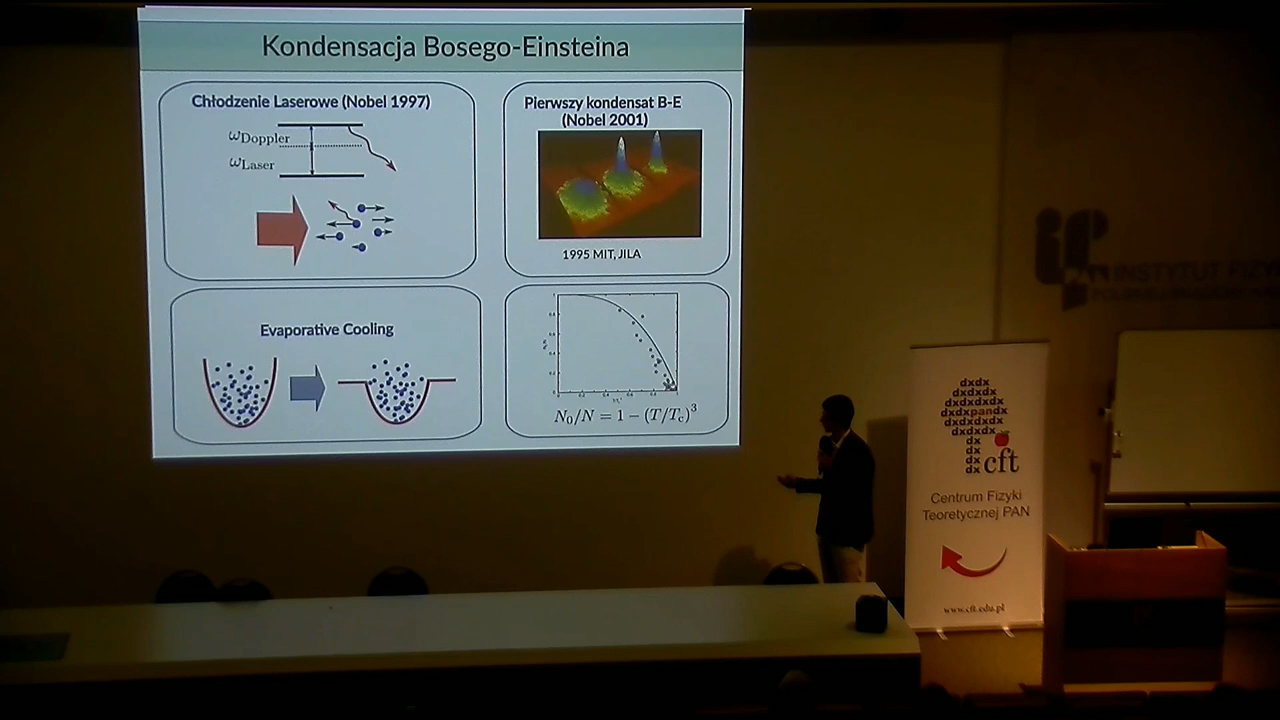 Kondensacja Bosego-Einsteina
Chłodzenie Laserowe (Nobel 1997)
ωDoppler
ωLaser
Pierwszy kondensat B-E
(Nobel 2001)
1995 MIT, JILA
Evaporative Cooling
N₀/N = 1 − (T/Tc)³
dxdx
dxdxdx
dxdxdxdx
dxdxpandx
dxdxdxdx
dxdxdx
dx
dx
dx
dx cft
Centrum Fizyki
Teoretycznej PAN
www.cft.edu.pl
INSTYTUT FIZY